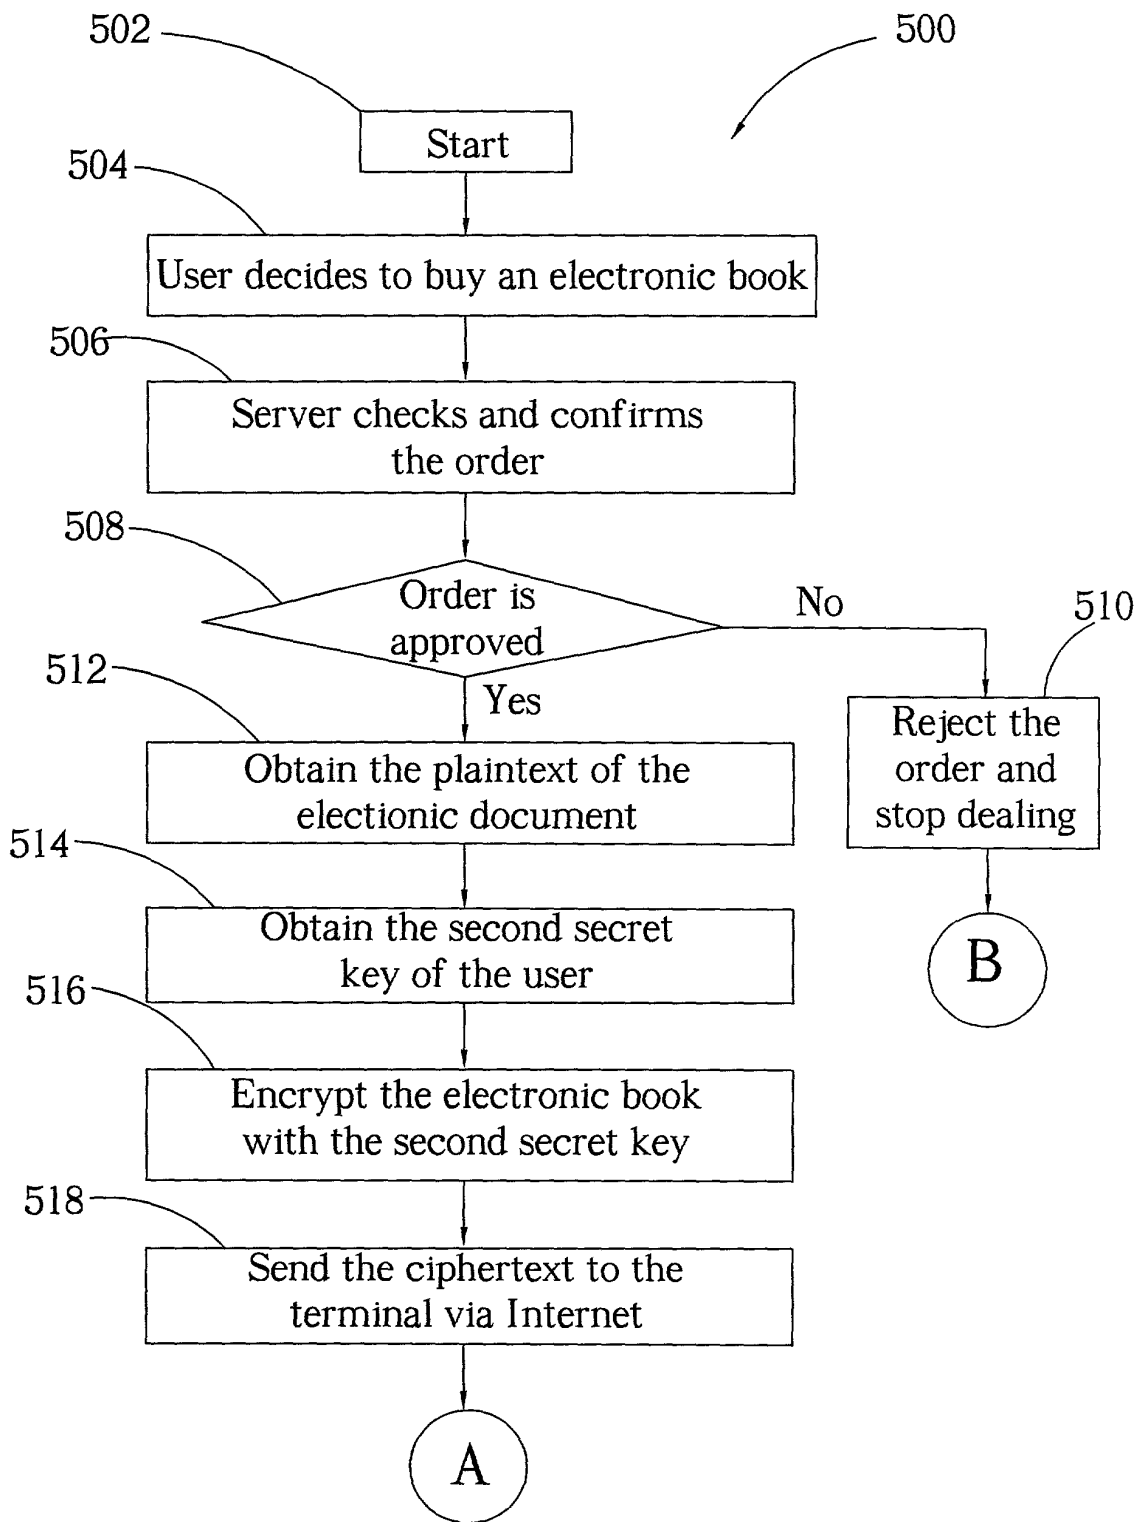 502
500
Start
504
User decides to buy an electronic book
506
Server checks and confirms
the order
508
Order is
approved
No
510
512
Yes
Reject the
order and
stop dealing
Obtain the plaintext of the
electionic document
514
Obtain the second secret
key of the user
B
516
Encrypt the electronic book
with the second secret key
518
Send the ciphertext to the
terminal via Internet
A